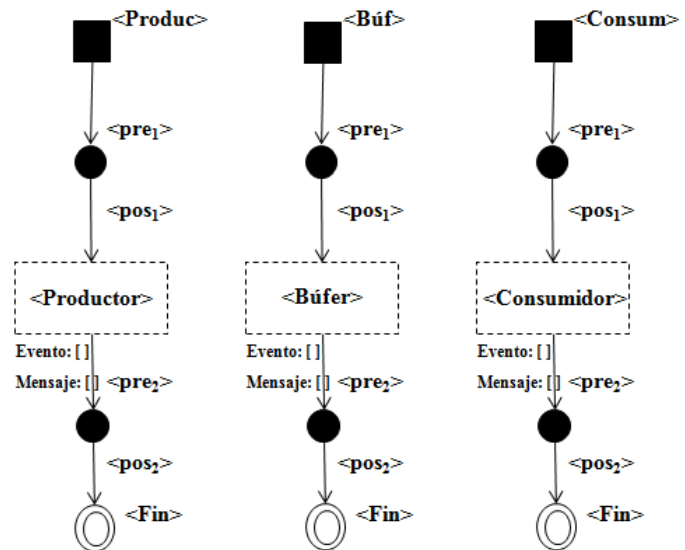 <Produc> <Búf> <Consum>
<pre₁> <pre₁> <pre₁>
<pos₁> <pos₁> <pos₁>
<Productor> <Búfer> <Consumidor>
Evento: [ ] Evento: [ ] Evento: [ ]
Mensaje: [ ] <pre₂> Mensaje: [ ] <pre₂> Mensaje: [ ] <pre₂>
<pos₂> <pos₂> <pos₂>
<Fin> <Fin> <Fin>